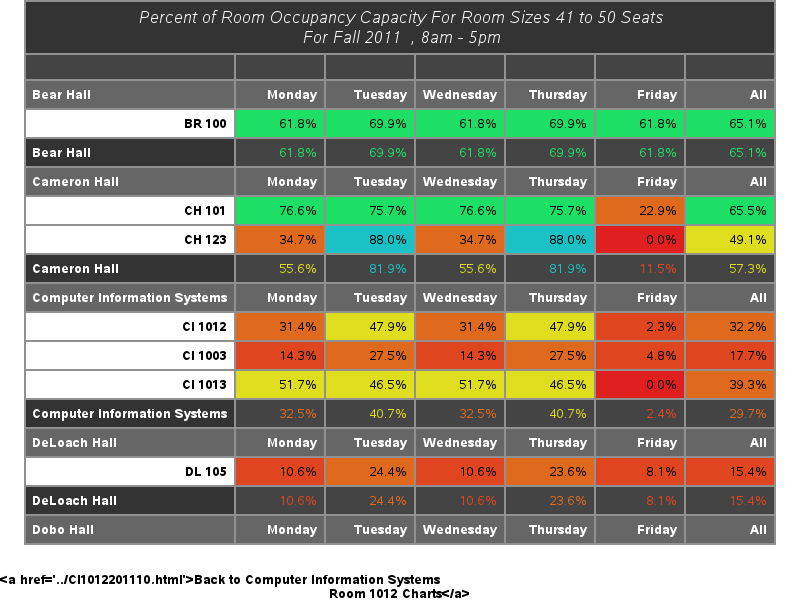 Percent of Room Occupancy Capacity For Room Sizes 41 to 50 Seats
For Fall 2011 , 8am - 5pm
Bear Hall Monday Tuesday Wednesday Thursday Friday All
BR 100 61.8% 69.9% 61.8% 69.9% 61.8% 65.1%
Bear Hall 61.8% 69.9% 61.8% 69.9% 61.8% 65.1%
Cameron Hall Monday Tuesday Wednesday Thursday Friday All
CH 101 76.6% 75.7% 76.6% 75.7% 22.9% 65.5%
CH 123 34.7% 88.0% 34.7% 88.0% 0.0% 49.1%
Cameron Hall 55.6% 81.9% 55.6% 81.9% 11.5% 57.3%
Computer Information Systems Monday Tuesday Wednesday Thursday Friday All
CI 1012 31.4% 47.9% 31.4% 47.9% 2.3% 32.2%
CI 1003 14.3% 27.5% 14.3% 27.5% 4.8% 17.7%
CI 1013 51.7% 46.5% 51.7% 46.5% 0.0% 39.3%
Computer Information Systems 32.5% 40.7% 32.5% 40.7% 2.4% 29.7%
DeLoach Hall Monday Tuesday Wednesday Thursday Friday All
DL 105 10.6% 24.4% 10.6% 23.6% 8.1% 15.4%
DeLoach Hall 10.6% 24.4% 10.6% 23.6% 8.1% 15.4%
Dobo Hall Monday Tuesday Wednesday Thursday Friday All
<a href='../CI1012201110.html'>Back to Computer Information Systems
Room 1012 Charts</a>